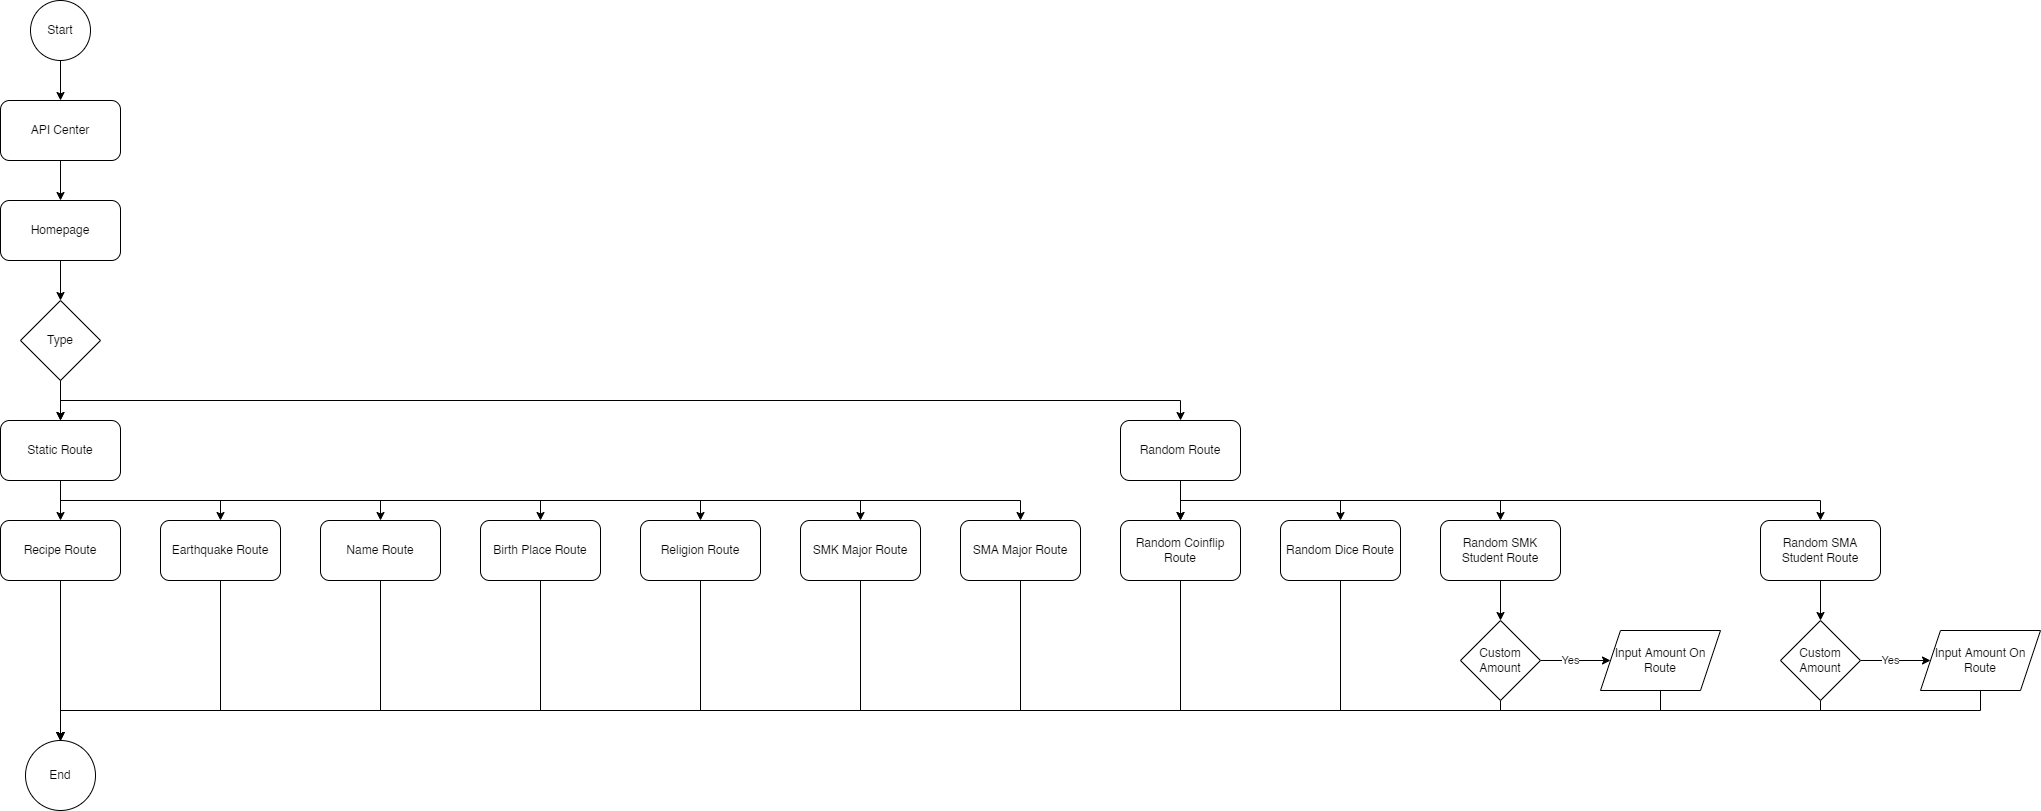 Start
API Center
Homepage
Type
Static Route
Random Route
Recipe Route
Earthquake Route
Name Route
Birth Place Route
Religion Route
SMK Major Route
SMA Major Route
Random Coinflip
Route
Random Dice Route
Random SMK
Student Route
Random SMA
Student Route
Custom
Amount
Yes
Input Amount On
Route
Custom
Amount
Yes
Input Amount On
Route
End